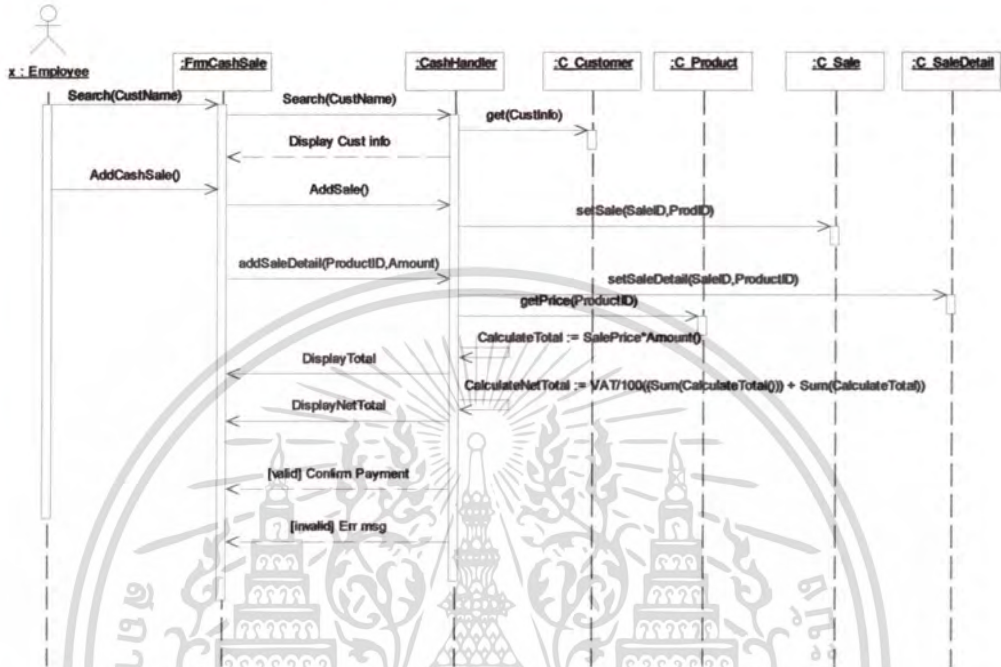 :FrmCashSale
:CashHandler
:C_Customer
:C_Product
:C_Sale
:C_SaleDetail
x : Employee
Search(CustName)
Search(CustName)
get(CustInfo)
Display Cust info
AddCashSale()
AddSale()
setSale(SaleID,ProdID)
addSaleDetail(ProductID,Amount)
setSaleDetail(SaleID,ProductID)
getPrice(ProductID)
CalculateTotal := SalePrice*Amount()
DisplayTotal
CalculateNetTotal := VAT/100((Sum(CalculateTotal())) + Sum(CalculateTotal))
DisplayNetTotal
[valid] Confirm Payment
[invalid] Err msg